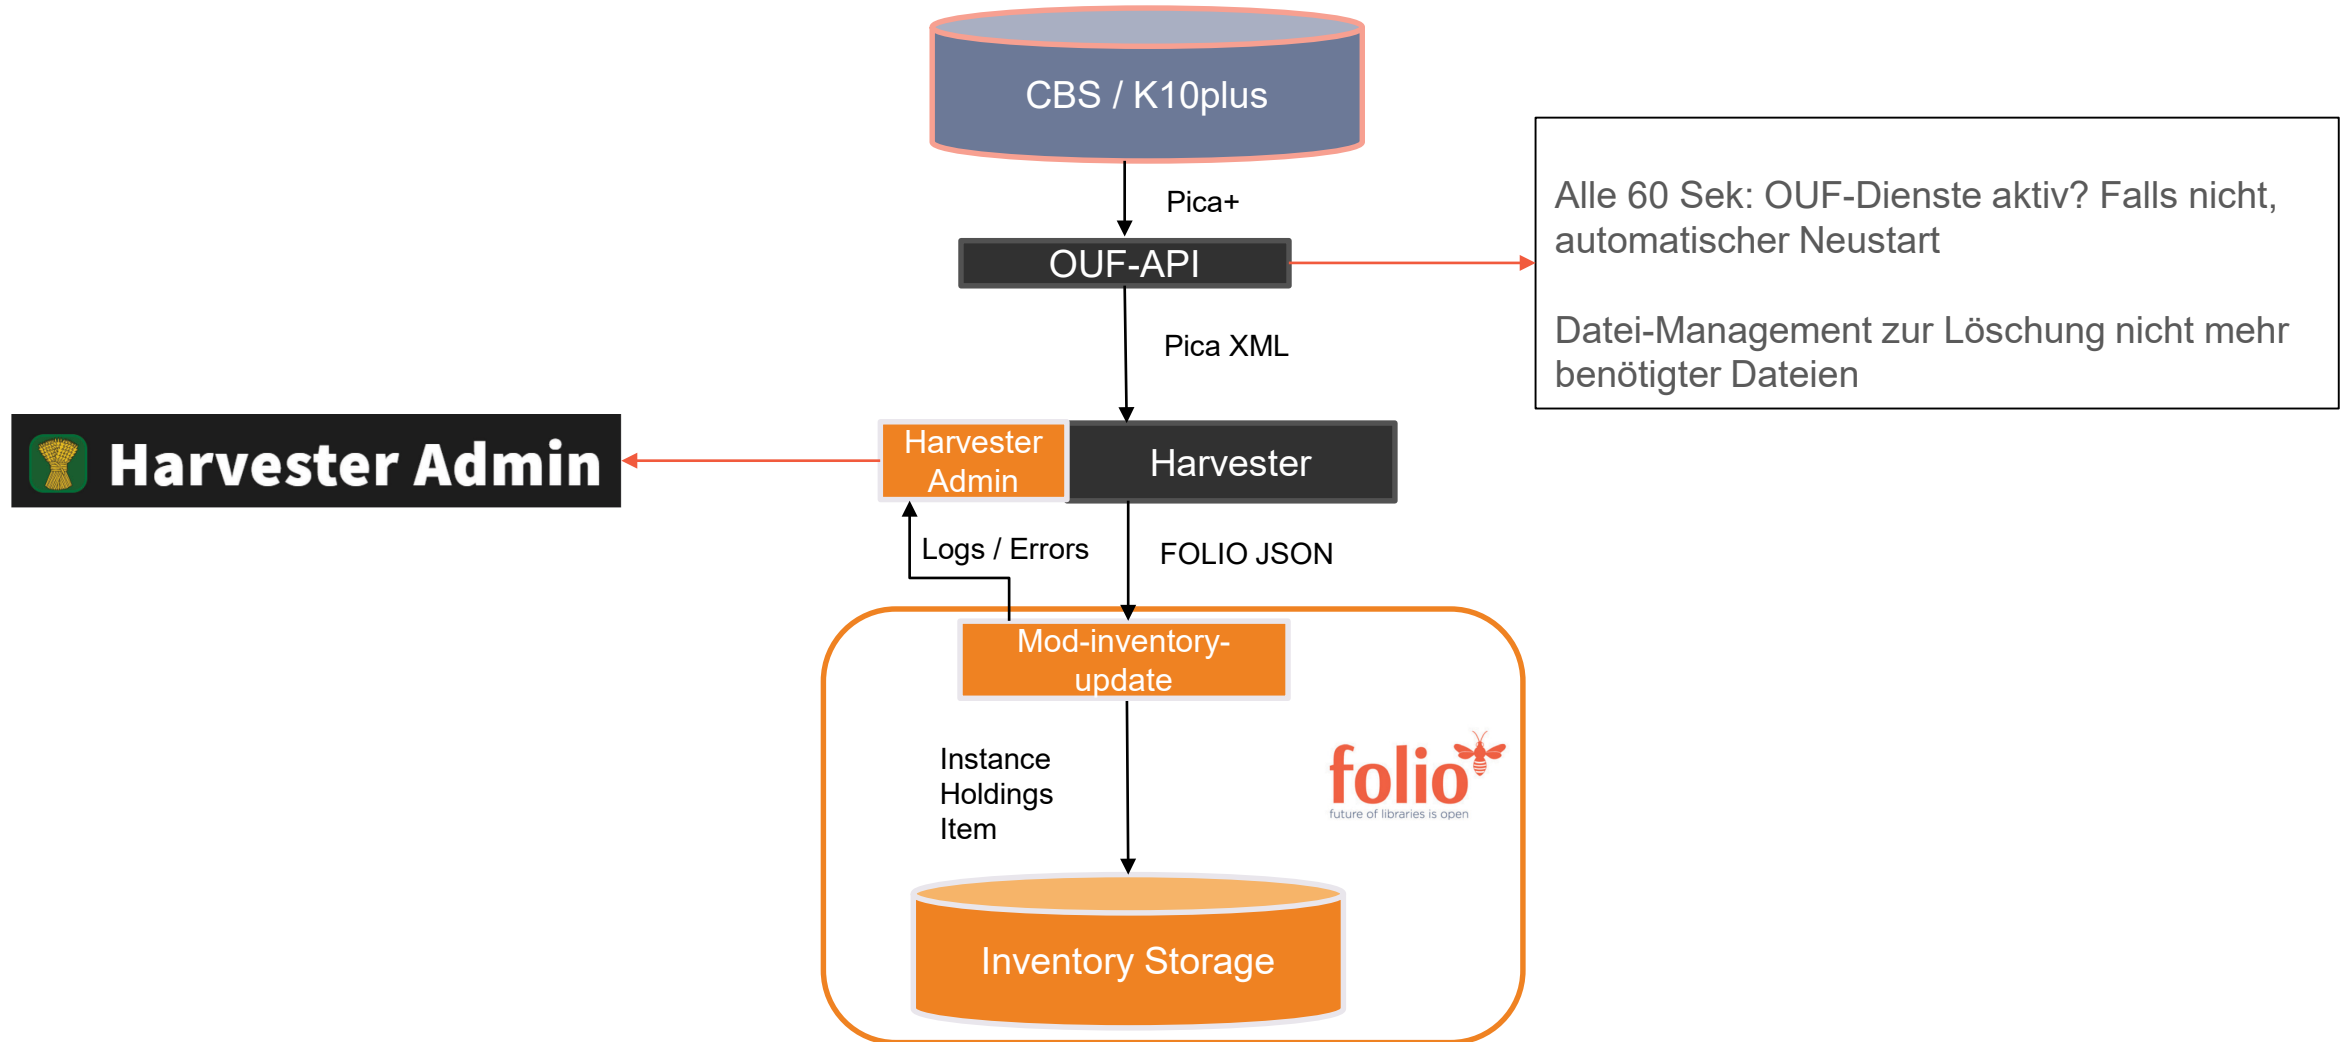 CBS / K10plus
Pica+
OUF-API
Alle 60 Sek: OUF-Dienste aktiv? Falls nicht,
automatischer Neustart
Datei-Management zur Löschung nicht mehr
benötigter Dateien
Pica XML
Harvester Admin
Harvester
Admin
Harvester
Logs / Errors
FOLIO JSON
Mod-inventory-
update
Instance
Holdings
Item
folio
future of libraries is open
Inventory Storage